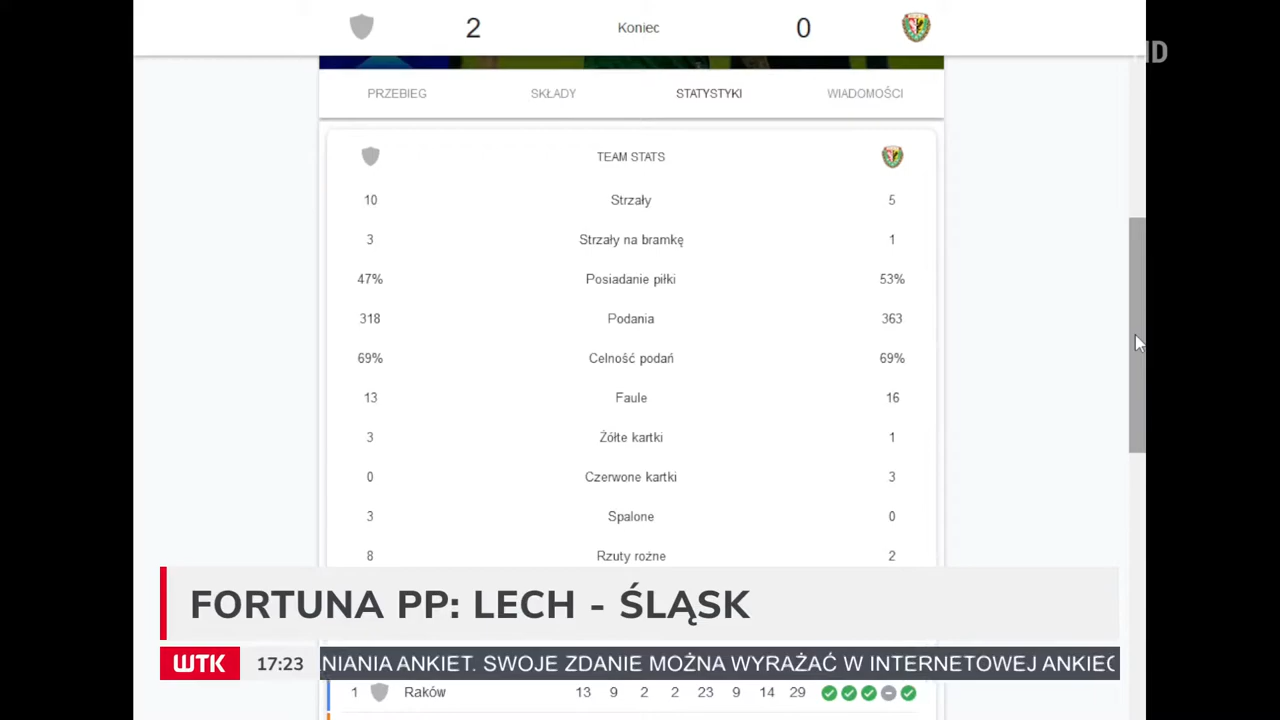 2 Koniec 0
HD
PRZEBIEG SKŁADY STATYSTYKI WIADOMOŚCI
TEAM STATS
10 Strzały 5
3 Strzały na bramkę 1
47% Posiadanie piłki 53%
318 Podania 363
69% Celność podań 69%
13 Faule 16
3 Żółte kartki 1
0 Czerwone kartki 3
3 Spalone 0
8 Rzuty rożne 2
FORTUNA PP: LECH - ŚLĄSK
WTK 17:23 NIANIA ANKIET. SWOJE ZDANIE MOŻNA WYRAŻAĆ W INTERNETOWEJ ANKIEC
1 Raków 13 9 2 2 23 9 14 29